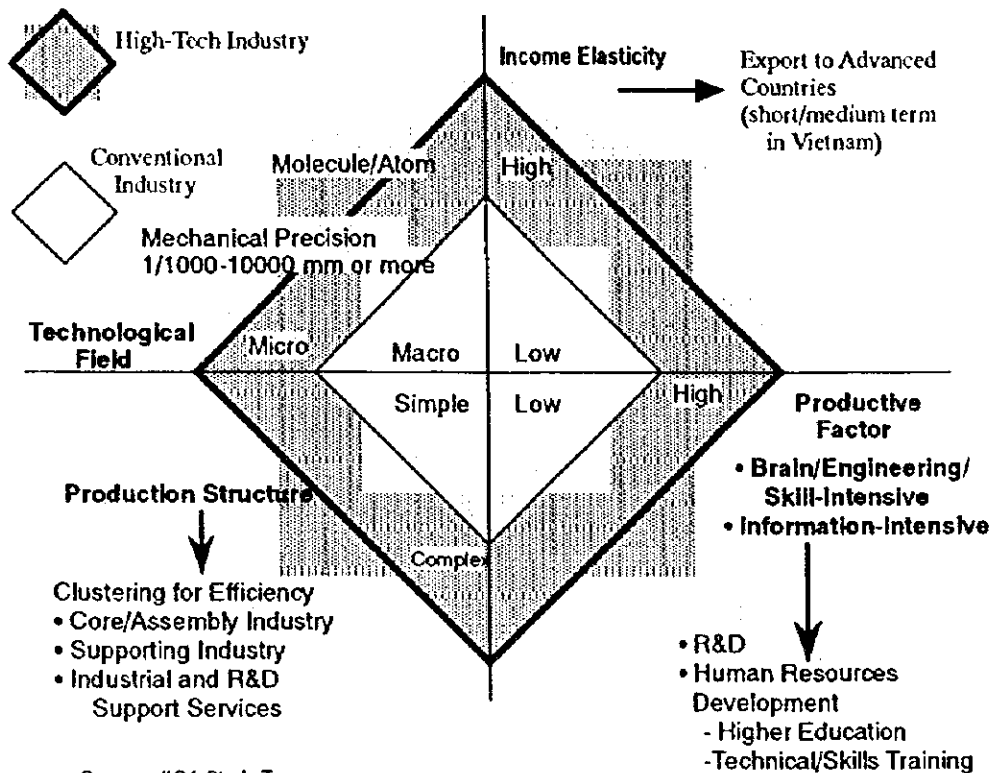 High-Tech Industry
Conventional
Industry
Income Elasticity
Export to Advanced
Countries
(short/medium term
in Vietnam)
Molecule/Atom
High
Mechanical Precision
1/1000-10000 mm or more
Technological
Field
Micro
Macro
Low
Simple
Low
High
Productive
Factor
• Brain/Engineering/
Skill-Intensive
• Information-Intensive
Production Structure
Complex
Clustering for Efficiency
• Core/Assembly Industry
• Supporting Industry
• Industrial and R&D
Support Services
• R&D
• Human Resources
Development
- Higher Education
-Technical/Skills Training